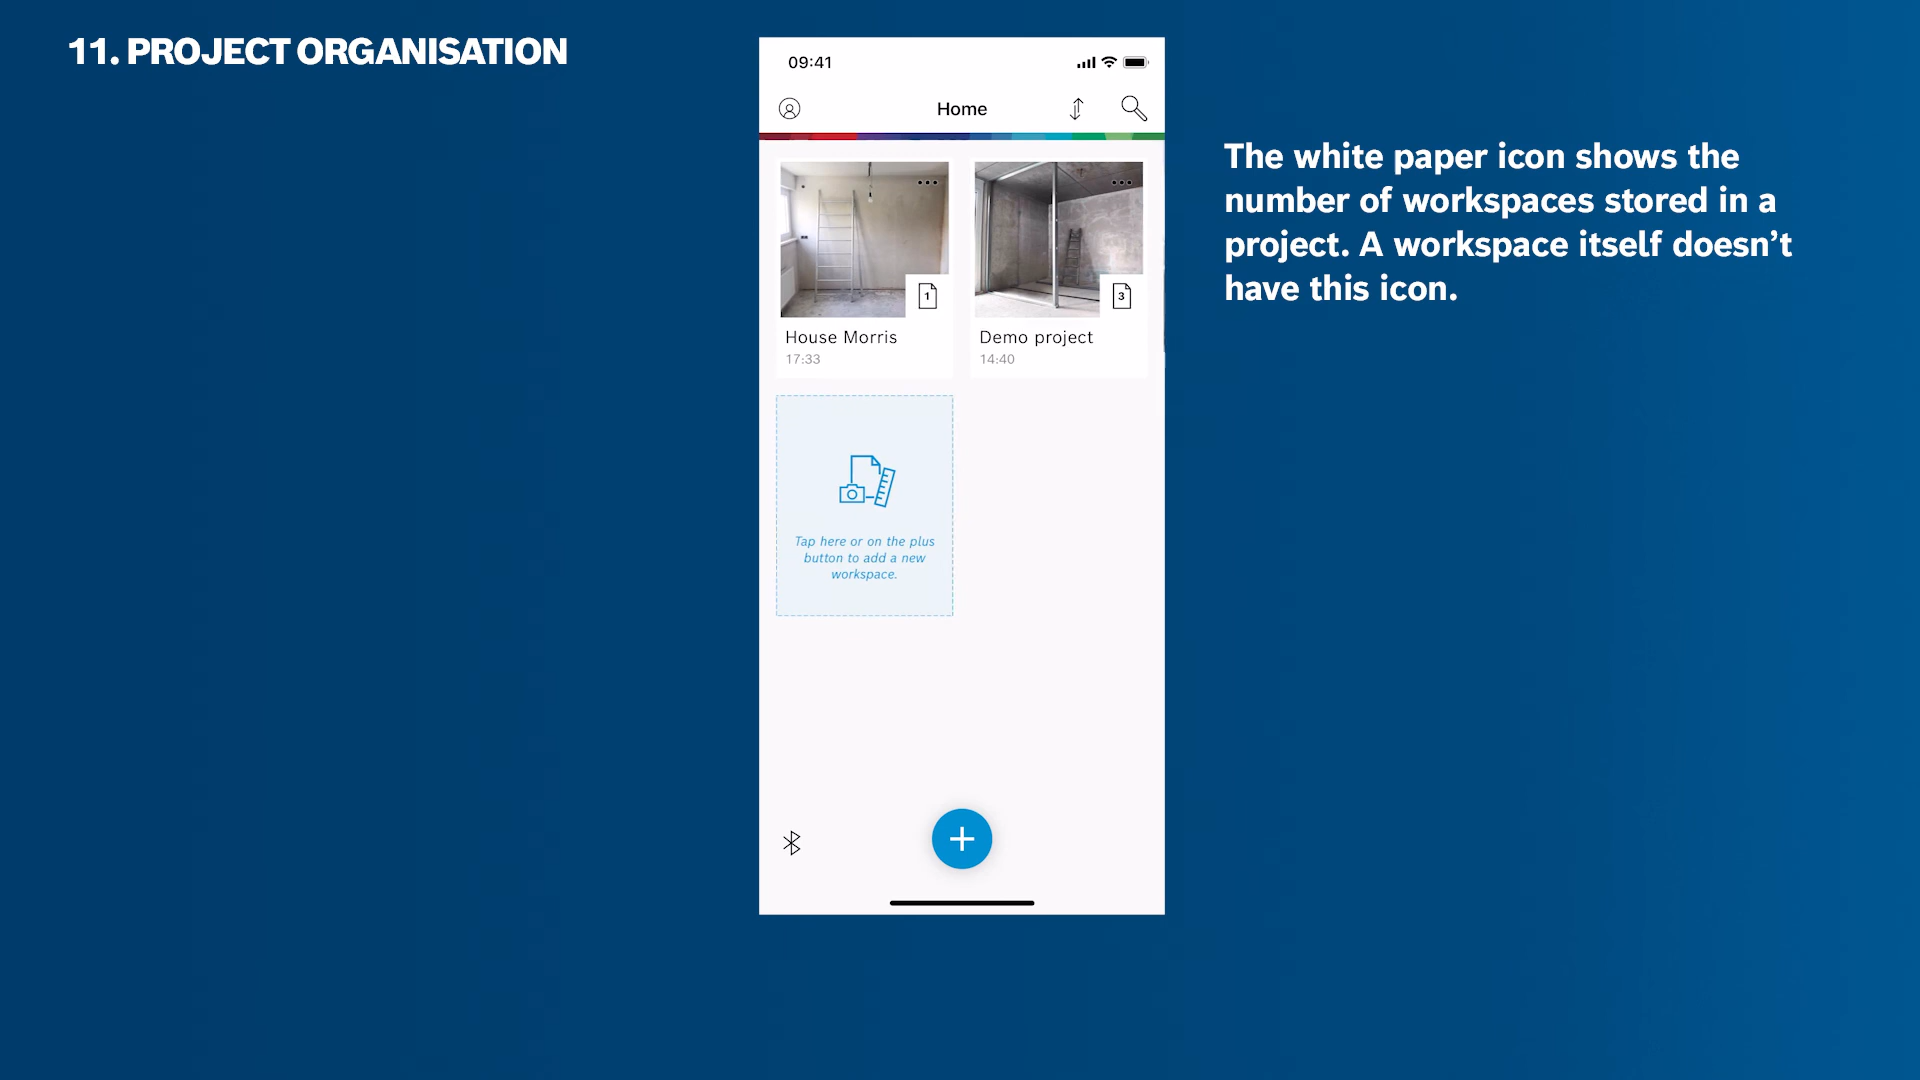 11. PROJECT ORGANISATION
09:41
Home
The white paper icon shows the
number of workspaces stored in a
project. A workspace itself doesn’t
have this icon.
1
3
House Morris
17:33
Demo project
14:40
Tap here or on the plus
button to add a new
workspace.